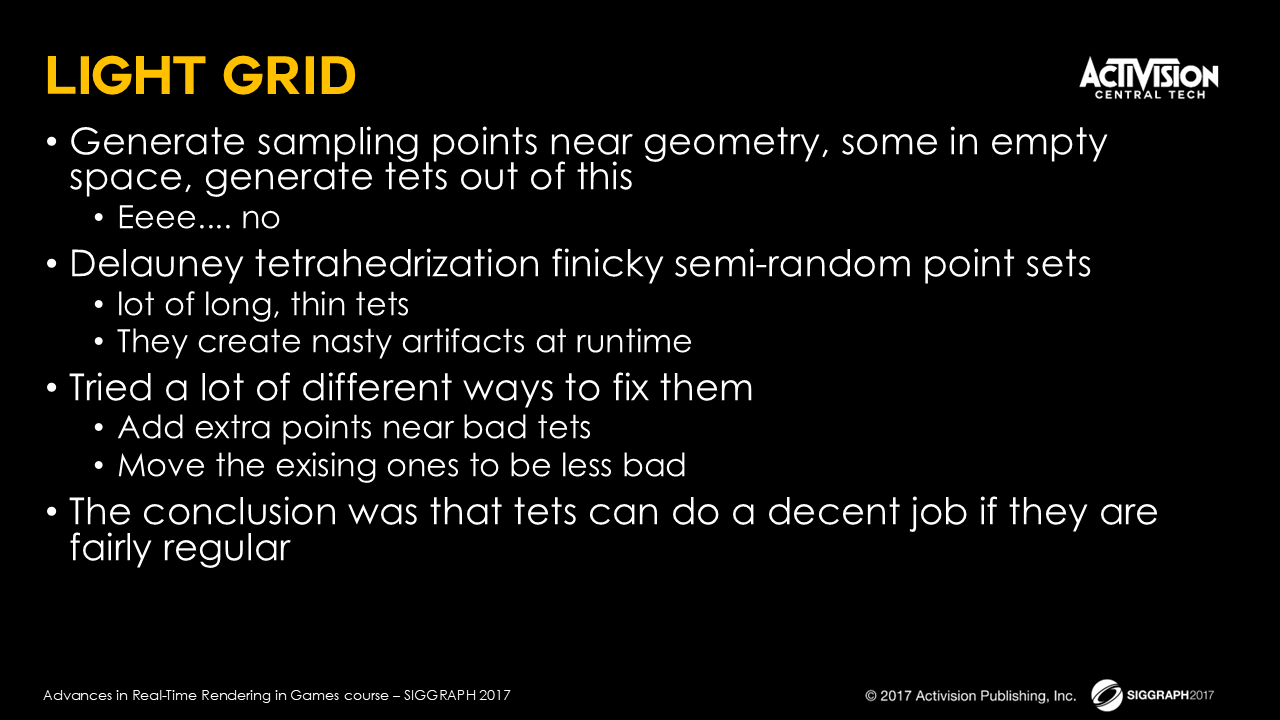 LIGHT GRID
ACTIVISION
CENTRAL TECH
• Generate sampling points near geometry, some in empty
space, generate tets out of this
• Eeee.... no
• Delauney tetrahedrization finicky semi-random point sets
• lot of long, thin tets
• They create nasty artifacts at runtime
• Tried a lot of different ways to fix them
• Add extra points near bad tets
• Move the exising ones to be less bad
• The conclusion was that tets can do a decent job if they are
fairly regular
Advances in Real-Time Rendering in Games course – SIGGRAPH 2017
© 2017 Activision Publishing, Inc.
SIGGRAPH2017